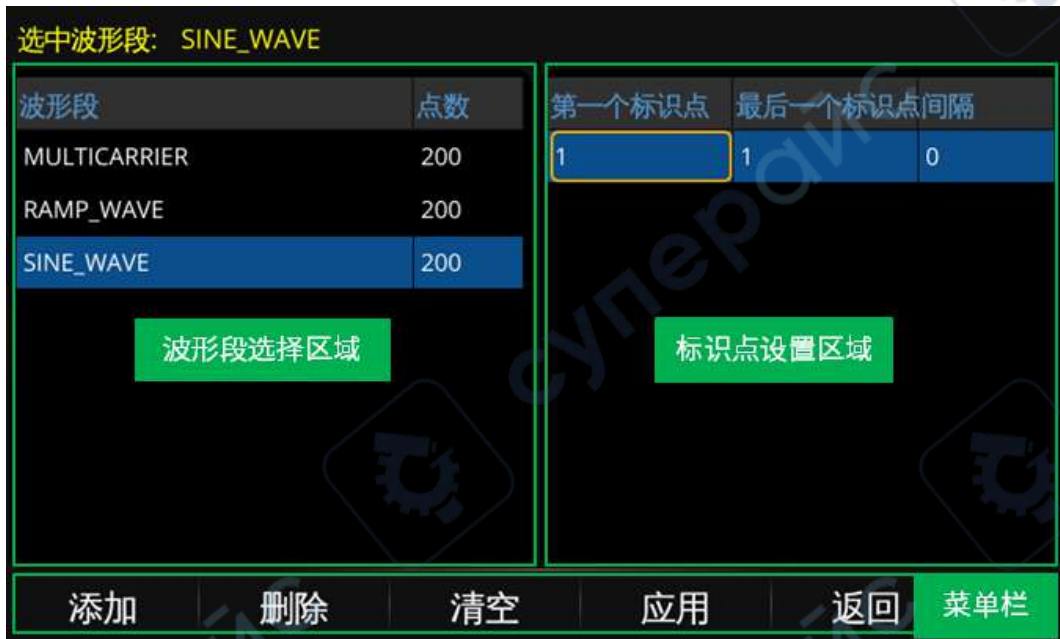 选中波形段: SINE_WAVE
波形段 点数
MULTICARRIER 200
RAMP_WAVE 200
SINE_WAVE 200
波形段选择区域
第一个标识点 最后一个标识点 间隔
1 1 0
标识点设置区域
添加 删除 清空 应用 返回 菜单栏
суперайс
йс
йс